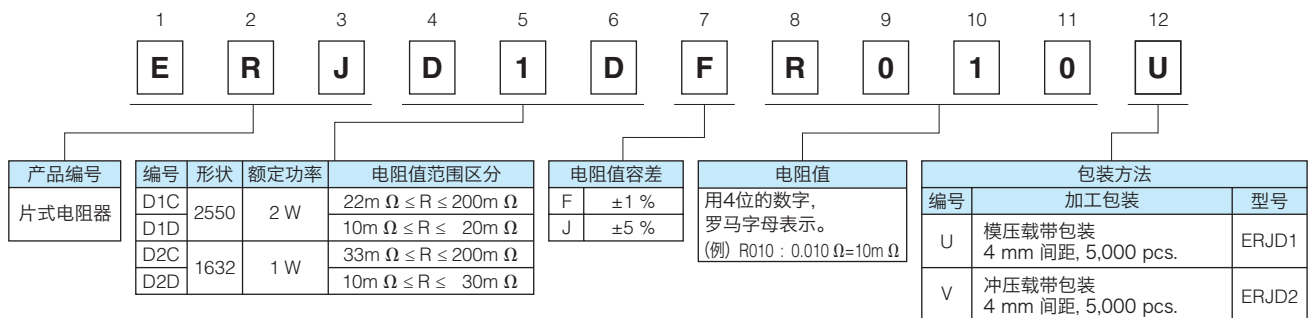 1 2 3 4 5 6 7 8 9 10 11 12
E R J D 1 D F R 0 1 0 U
产品编号
片式电阻器
编号 形状 额定功率 电阻值范围区分
D1C 2550 2 W 22m Ω ≤ R ≤ 200m Ω
D1D 10m Ω ≤ R ≤ 20m Ω
D2C 1632 1 W 33m Ω ≤ R ≤ 200m Ω
D2D 10m Ω ≤ R ≤ 30m Ω
电阻值容差
F ±1 %
J ±5 %
电阻值
用4位的数字，
罗马字母表示。
(例) R010 : 0.010 Ω=10m Ω
包装方法
编号 加工包装 型号
U 模压载带包装 ERJD1
4 mm 间距, 5,000 pcs.
V 冲压载带包装 ERJD2
4 mm 间距, 5,000 pcs.